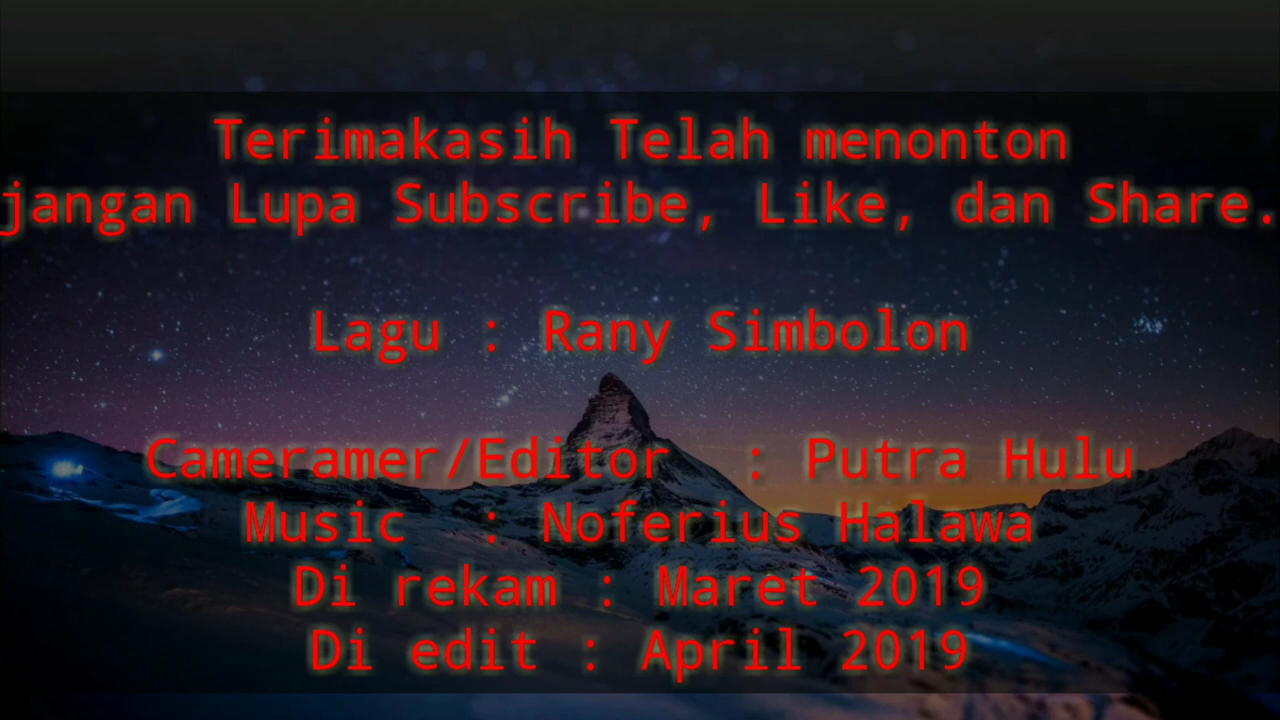 Terimakasih Telah menonton
jangan Lupa Subscribe, Like, dan Share.
Lagu : Rany Simbolon
Cameramer/Editor : Putra Hulu
Music : Noferius Halawa
Di rekam : Maret 2019
Di edit : April 2019